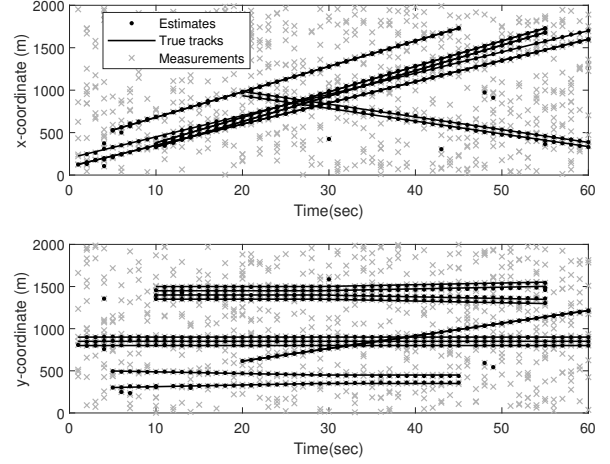 2000
1500
1000
500
0
x-coordinate (m)
Estimates
True tracks
Measurements
0 10 20 30 40 50 60
Time(sec)
2000
1500
1000
500
0
y-coordinate (m)
0 10 20 30 40 50 60
Time(sec)